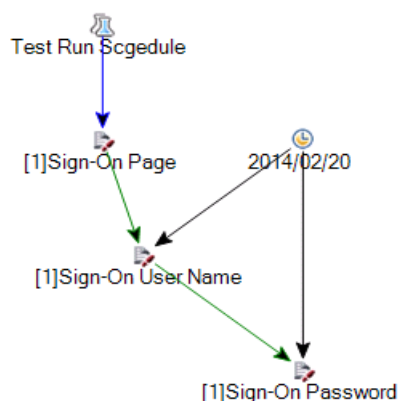 Test Run Scgedule
[1]Sign-On Page
2014/02/20
[1]Sign-On User Name
[1]Sign-On Password